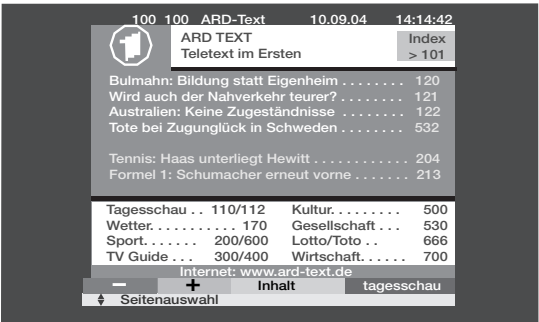 100 100 ARD-Text 10.09.04 14:14:42
ARD TEXT Index
Teletext im Ersten > 101
Bulmahn: Bildung statt Eigenheim . . . . . . . . 120
Wird auch der Nahverkehr teurer? . . . . . . . . 121
Australien: Keine Zugeständnisse . . . . . . . . 122
Tote bei Zugunglück in Schweden . . . . . . . . 532
Tennis: Haas unterliegt Hewitt . . . . . . . . . . . . 204
Formel 1: Schumacher erneut vorne . . . . . . . 213
Tagesschau . . 110/112 Kultur. . . . . . . . . 500
Wetter. . . . . . . . . . . 170 Gesellschaft . . . 530
Sport. . . . . . . 200/600 Lotto/Toto . . 666
TV Guide . . . 300/400 Wirtschaft. . . . . . 700
Internet: www.ard-text.de
− + Inhalt tagesschau
Seitenauswahl